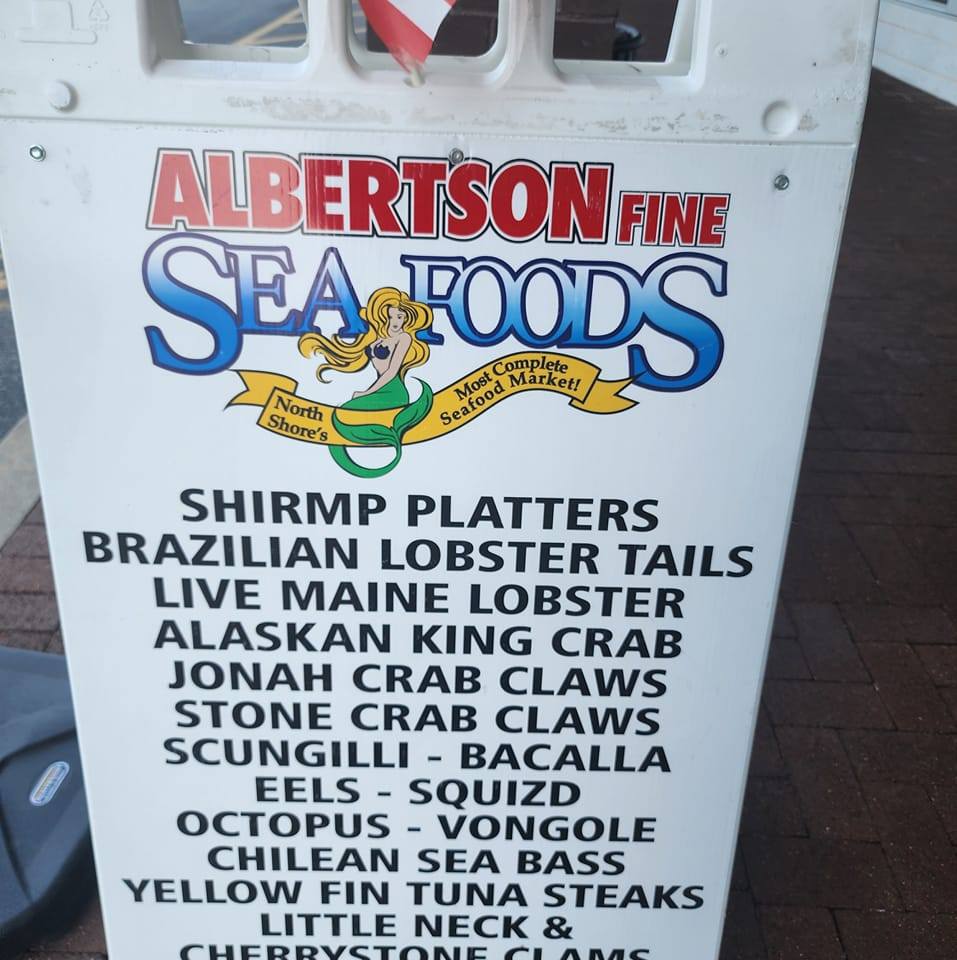 ALBERTSON FINE
SEA FOODS
North
Shore's
Most Complete
Seafood Market!
SHIRMP PLATTERS
BRAZILIAN LOBSTER TAILS
LIVE MAINE LOBSTER
ALASKAN KING CRAB
JONAH CRAB CLAWS
STONE CRAB CLAWS
SCUNGILLI - BACALLA
EELS - SQUIZD
OCTOPUS - VONGOLE
CHILEAN SEA BASS
YELLOW FIN TUNA STEAKS
LITTLE NECK &
CHERRYSTONE CLAMS